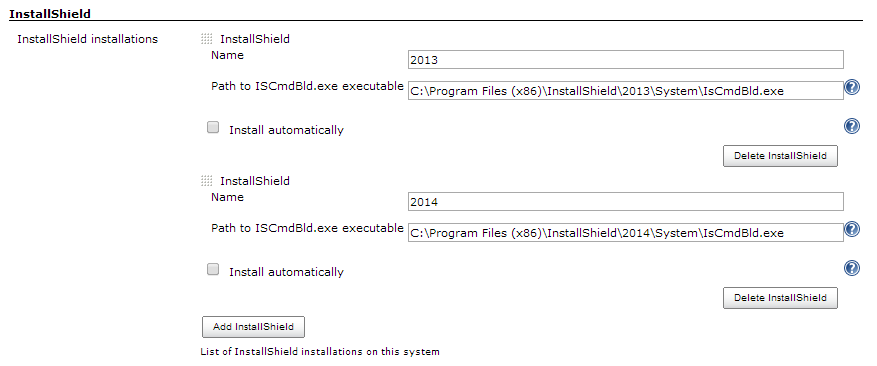 InstallShield
InstallShield installations
InstallShield
Name
2013
Path to ISCmdBld.exe executable
C:\Program Files (x86)\InstallShield\2013\System\IsCmdBld.exe
?
Install automatically
?
Delete InstallShield
InstallShield
Name
2014
Path to ISCmdBld.exe executable
C:\Program Files (x86)\InstallShield\2014\System\IsCmdBld.exe
?
Install automatically
?
Delete InstallShield
Add InstallShield
List of InstallShield installations on this system